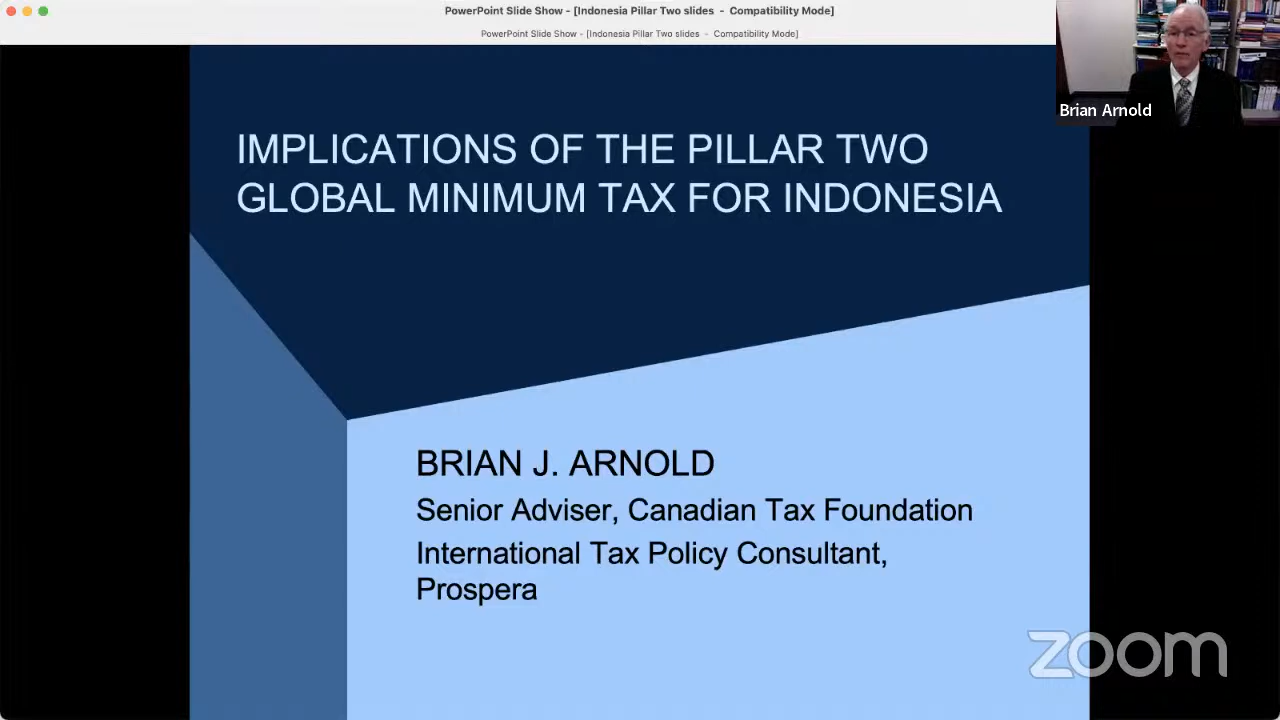 PowerPoint Slide Show - [Indonesia Pillar Two slides  -  Compatibility Mode]
PowerPoint Slide Show - [Indonesia Pillar Two slides  -  Compatibility Mode]
Brian Arnold
IMPLICATIONS OF THE PILLAR TWO
GLOBAL MINIMUM TAX FOR INDONESIA
BRIAN J. ARNOLD
Senior Adviser, Canadian Tax Foundation
International Tax Policy Consultant,
Prospera
zoom